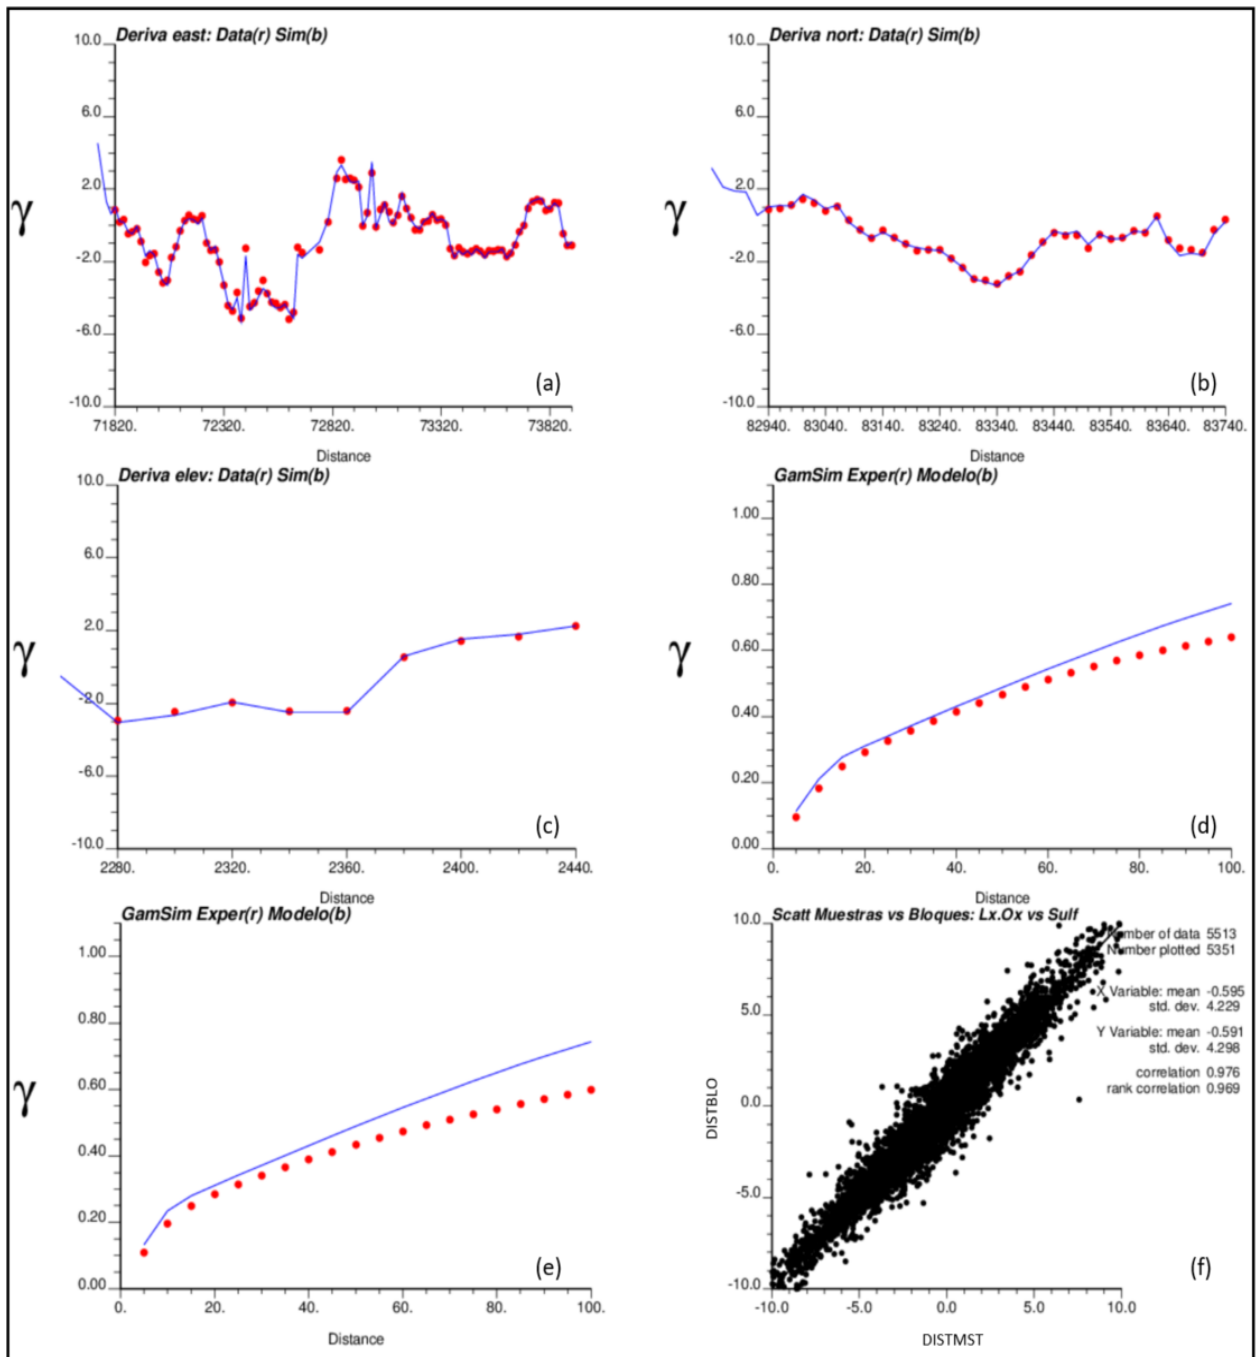 Deriva east: Data(r) Sim(b)
10.0
6.0
2.0
-2.0
-6.0
-10.0
γ
71820. 72320. 72820. 73320. 73820.
Distance
(a)
Deriva nort: Data(r) Sim(b)
10.0
6.0
2.0
-2.0
-6.0
-10.0
γ
82940. 83040. 83140. 83240. 83340. 83440. 83540. 83640. 83740.
Distance
(b)
Deriva elev: Data(r) Sim(b)
10.0
6.0
2.0
-2.0
-6.0
-10.0
γ
2280. 2320. 2360. 2400. 2440.
Distance
(c)
GamSim Exper(r) Modelo(b)
1.00
0.80
0.60
0.40
0.20
0.00
γ
0. 20. 40. 60. 80. 100.
Distance
(d)
GamSim Exper(r) Modelo(b)
1.00
0.80
0.60
0.40
0.20
0.00
γ
0. 20. 40. 60. 80. 100.
Distance
(e)
Scatt Muestras vs Bloques: Lx.Ox vs Sulf
10.0
5.0
0.0
-5.0
-10.0
DISTBLO
Number of data 5513
Number plotted 5351
X Variable: mean -0.595
std. dev. 4.229
Y Variable: mean -0.591
std. dev. 4.298
correlation 0.976
rank correlation 0.969
-10.0 -5.0 0.0 5.0 10.0
DISTMST
(f)